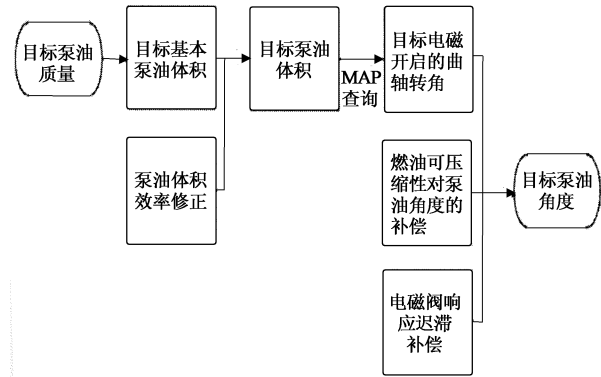 目标泵油
质量
目标基本
泵油体积
目标泵油
体积
MAP
查询
目标电磁
开启的曲
轴转角
泵油体积
效率修正
燃油可压
缩性对泵
油角度的
补偿
目标泵油
角度
电磁阀响
应迟滞
补偿